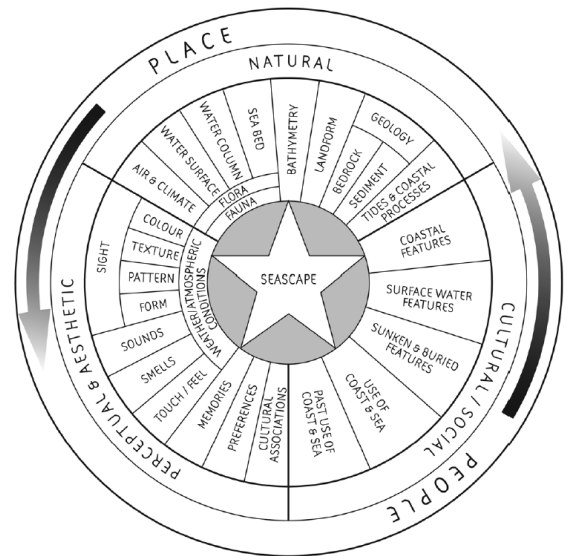 PLACE
NATURAL
AIR & CLIMATE
WATER SURFACE
WATER COLUMN
SEA BED
FLORA
FAUNA
BATHYMETRY
LANDFORM
GEOLOGY
BEDROCK
SEDIMENT
TIDES & COASTAL
PROCESSES
SEASCAPE
CULTURAL / SOCIAL
COASTAL
FEATURES
SURFACE WATER
FEATURES
SUNKEN & BURIED
FEATURES
USE OF
COAST & SEA
PAST USE OF
COAST & SEA
PEOPLE
PERCEPTUAL & AESTHETIC
CULTURAL
ASSOCIATIONS
PREFERENCES
MEMORIES
TOUCH / FEEL
SMELLS
SOUNDS
SIGHT
FORM
PATTERN
TEXTURE
COLOUR
WEATHER/ATMOSPHERIC
CONDITIONS